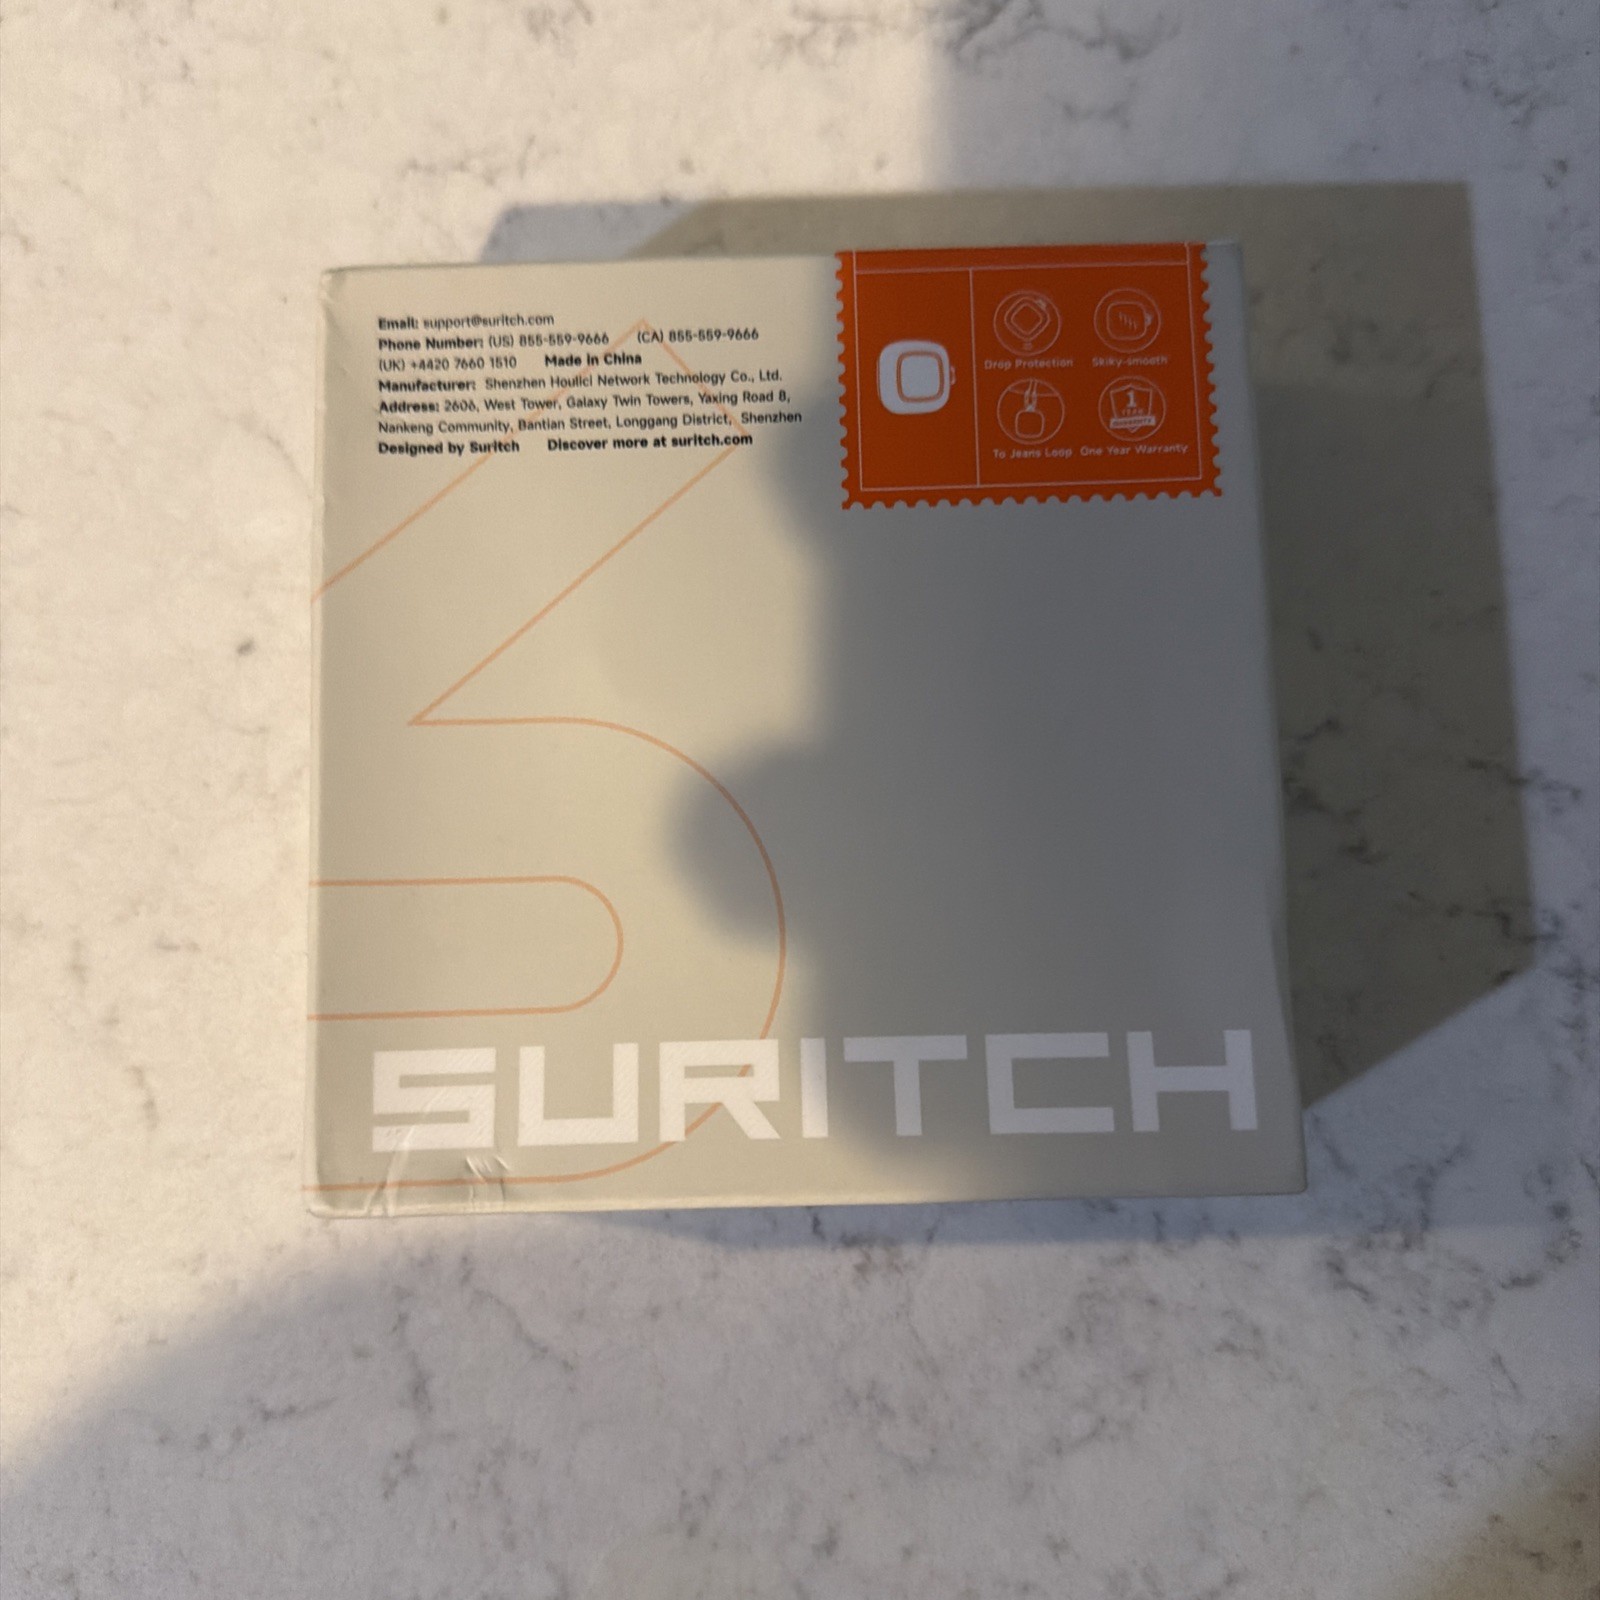 Email: support@suritch.com
Phone Number: (US) 855-559-9666 (CA) 855-559-9666
(UK) +4420 7660 1510 Made in China
Manufacturer: Shenzhen Houlici Network Technology Co., Ltd.
Address: 2606, West Tower, Galaxy Twin Towers, Yaxing Road 8,
Nankeng Community, Bantian Street, Longgang District, Shenzhen
Designed by Suritch Discover more at suritch.com
Drop Protection Skiky-smooth
1
YEAR
WARRANTY
To Jeans Loop One Year Warranty
SURITCH